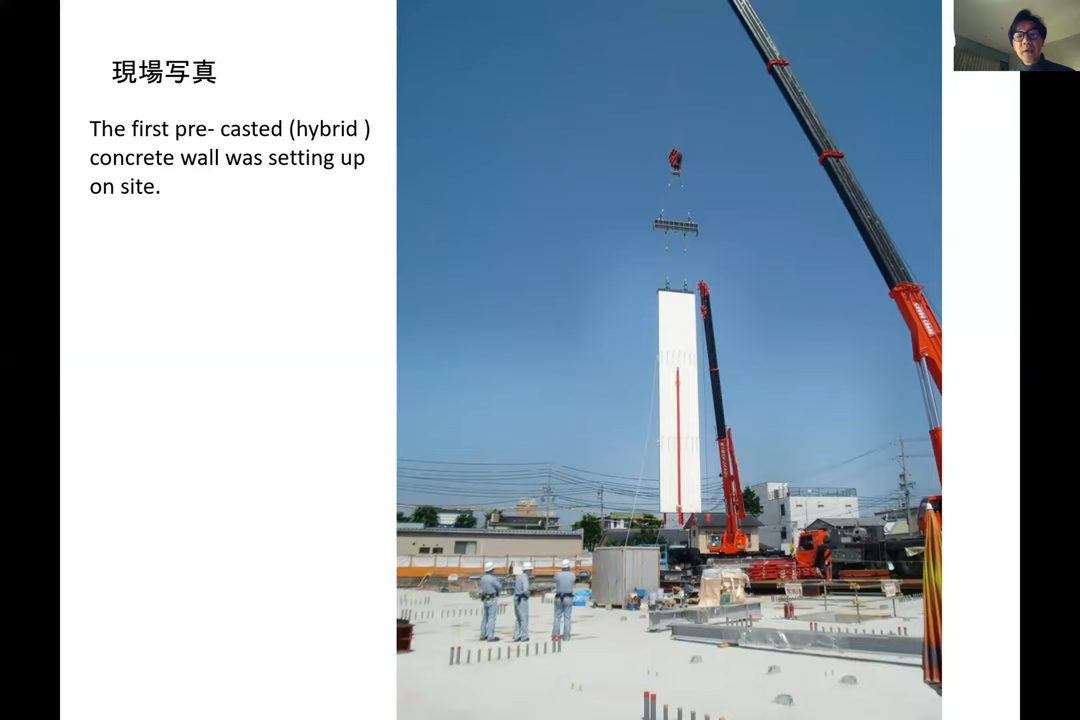 現場写真
The first pre- casted (hybrid )
concrete wall was setting up
on site.